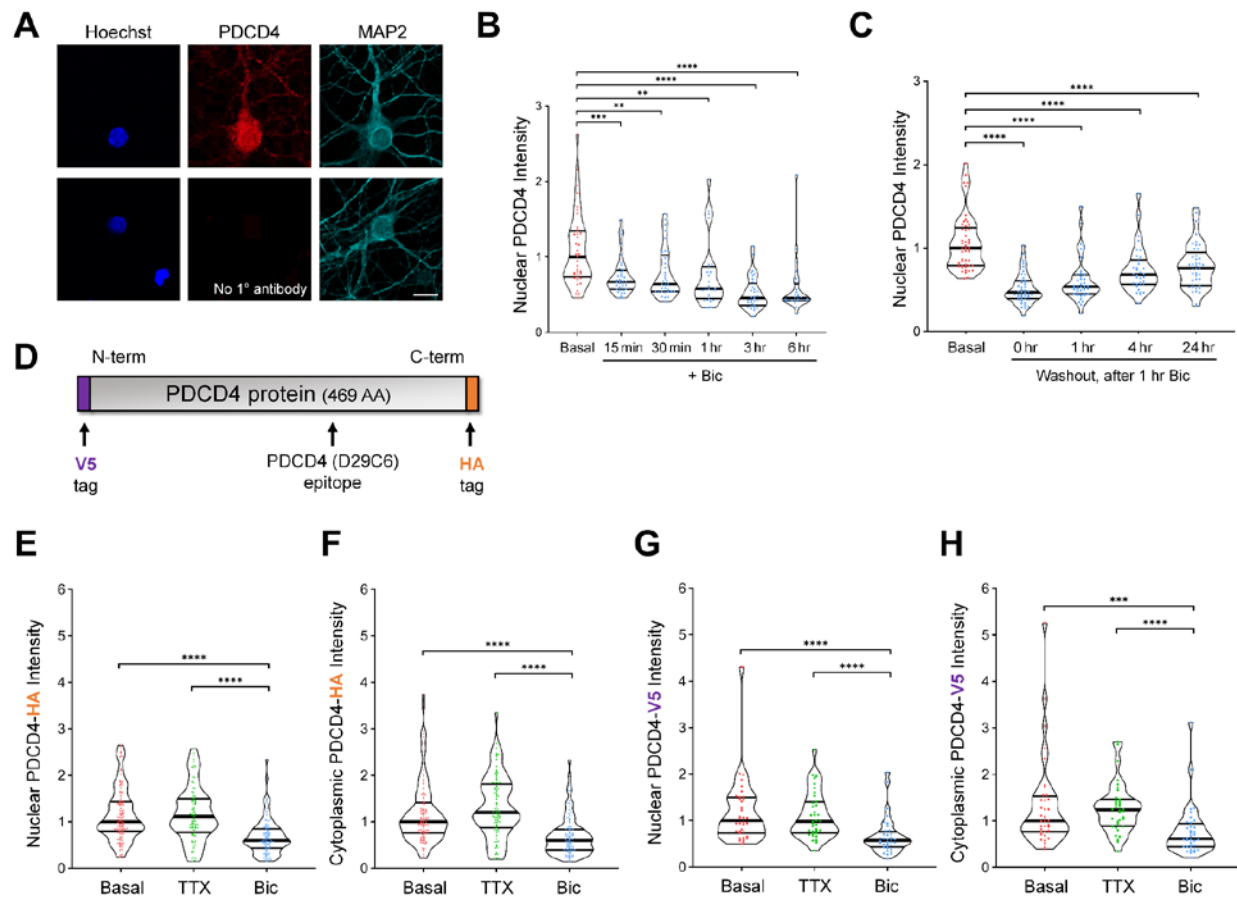 A
Hoechst
PDCD4
MAP2
No 1° antibody
B
Nuclear PDCD4 Intensity
3
2
1
0
****
****
**
**
***
Basal
15 min
30 min
1 hr
3 hr
6 hr
+ Bic
C
Nuclear PDCD4 Intensity
3
2
1
0
****
****
****
****
Basal
0 hr
1 hr
4 hr
24 hr
Washout, after 1 hr Bic
D
N-term
C-term
PDCD4 protein (469 AA)
V5
tag
PDCD4 (D29C6)
epitope
HA
tag
E
Nuclear PDCD4-HA Intensity
6
5
4
3
2
1
0
****
****
Basal
TTX
Bic
F
Cytoplasmic PDCD4-HA Intensity
6
5
4
3
2
1
0
****
****
Basal
TTX
Bic
G
Nuclear PDCD4-V5 Intensity
6
5
4
3
2
1
0
****
****
Basal
TTX
Bic
H
Cytoplasmic PDCD4-V5 Intensity
6
5
4
3
2
1
0
***
****
Basal
TTX
Bic